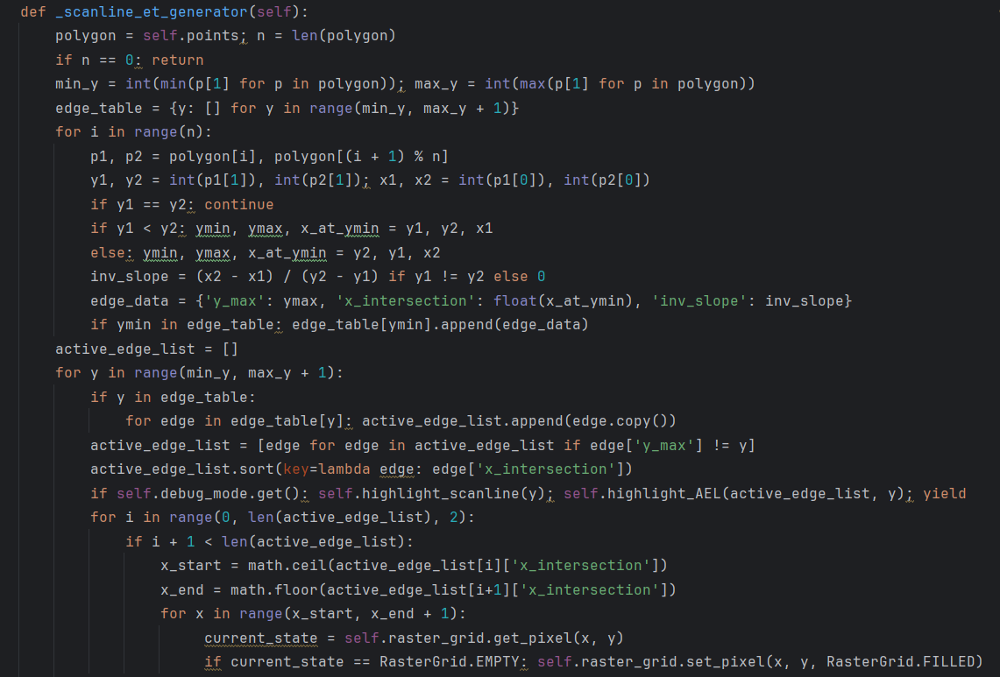 def _scanline_et_generator(self):
    polygon = self.points; n = len(polygon)
    if n == 0: return
    min_y = int(min(p[1] for p in polygon)); max_y = int(max(p[1] for p in polygon))
    edge_table = {y: [] for y in range(min_y, max_y + 1)}
    for i in range(n):
        p1, p2 = polygon[i], polygon[(i + 1) % n]
        y1, y2 = int(p1[1]), int(p2[1]); x1, x2 = int(p1[0]), int(p2[0])
        if y1 == y2: continue
        if y1 < y2: ymin, ymax, x_at_ymin = y1, y2, x1
        else: ymin, ymax, x_at_ymin = y2, y1, x2
        inv_slope = (x2 - x1) / (y2 - y1) if y1 != y2 else 0
        edge_data = {'y_max': ymax, 'x_intersection': float(x_at_ymin), 'inv_slope': inv_slope}
        if ymin in edge_table: edge_table[ymin].append(edge_data)
    active_edge_list = []
    for y in range(min_y, max_y + 1):
        if y in edge_table:
            for edge in edge_table[y]: active_edge_list.append(edge.copy())
        active_edge_list = [edge for edge in active_edge_list if edge['y_max'] != y]
        active_edge_list.sort(key=lambda edge: edge['x_intersection'])
        if self.debug_mode.get(): self.highlight_scanline(y); self.highlight_AEL(active_edge_list, y); yield
        for i in range(0, len(active_edge_list), 2):
            if i + 1 < len(active_edge_list):
                x_start = math.ceil(active_edge_list[i]['x_intersection'])
                x_end = math.floor(active_edge_list[i+1]['x_intersection'])
                for x in range(x_start, x_end + 1):
                     current_state = self.raster_grid.get_pixel(x, y)
                     if current_state == RasterGrid.EMPTY: self.raster_grid.set_pixel(x, y, RasterGrid.FILLED)